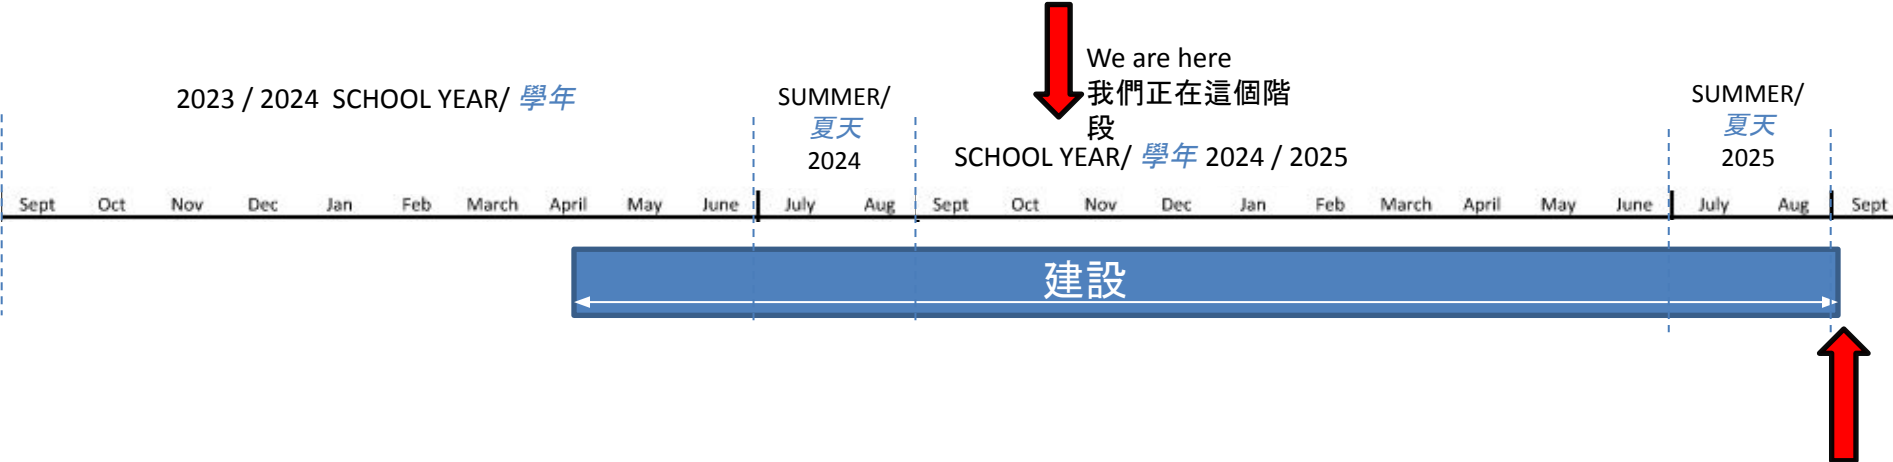 We are here
我們正在這個階
段
2023 / 2024 SCHOOL YEAR/ 學年
SUMMER/
夏天
2024
SCHOOL YEAR/ 學年 2024 / 2025
SUMMER/
夏天
2025
Sept Oct Nov Dec Jan Feb March April May June July Aug Sept Oct Nov Dec Jan Feb March April May June July Aug Sept
建設